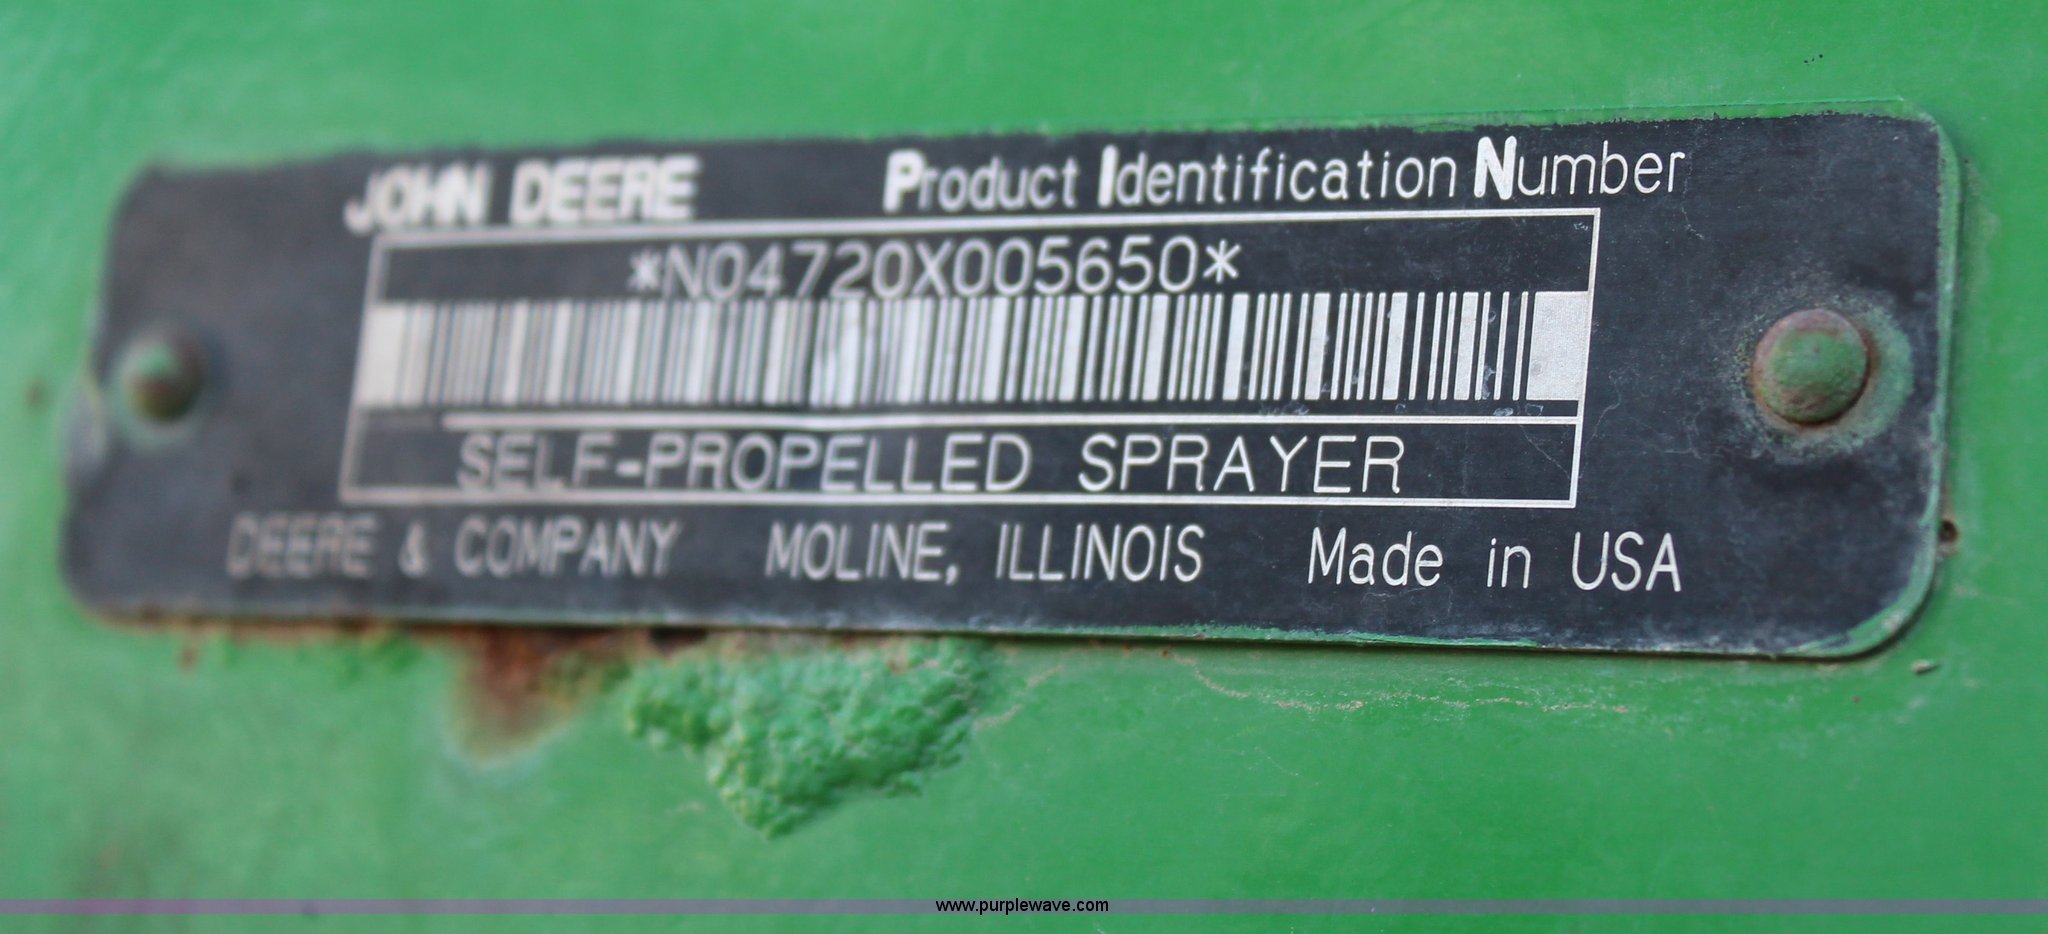 JOHN DEERE Product Identification Number
*N04720X005650*
SELF-PROPELLED SPRAYER
DEERE & COMPANY MOLINE, ILLINOIS Made in USA
www.purplewave.com